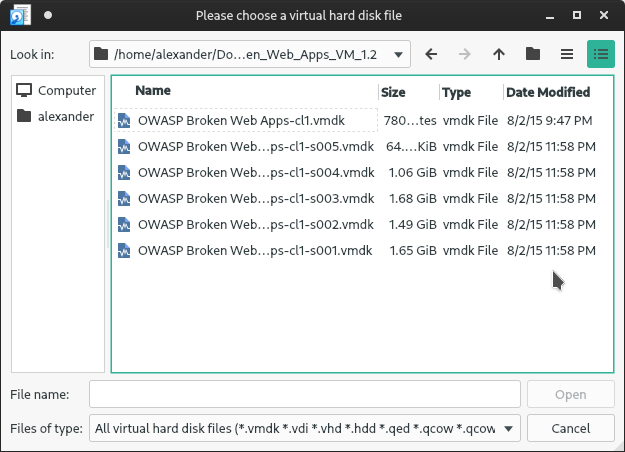 Please choose a virtual hard disk file
Look in: /home/alexander/Do...en_Web_Apps_VM_1.2
Computer
alexander
Name Size Type Date Modified
OWASP Broken Web Apps-cl1.vmdk 780...tes vmdk File 8/2/15 9:47 PM
OWASP Broken Web...ps-cl1-s005.vmdk 64....KiB vmdk File 8/2/15 11:58 PM
OWASP Broken Web...ps-cl1-s004.vmdk 1.06 GiB vmdk File 8/2/15 11:58 PM
OWASP Broken Web...ps-cl1-s003.vmdk 1.68 GiB vmdk File 8/2/15 11:58 PM
OWASP Broken Web...ps-cl1-s002.vmdk 1.49 GiB vmdk File 8/2/15 11:58 PM
OWASP Broken Web...ps-cl1-s001.vmdk 1.65 GiB vmdk File 8/2/15 11:58 PM
File name: Open
Files of type: All virtual hard disk files (*.vmdk *.vdi *.vhd *.hdd *.qed *.qcow *.qcow Cancel